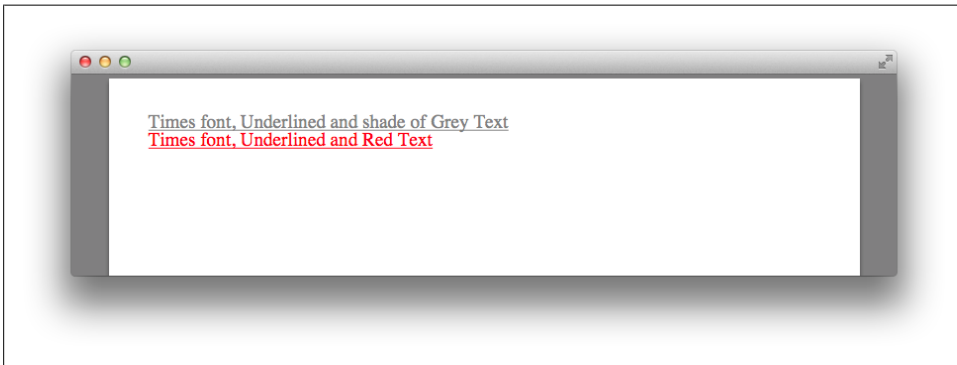 Times font, Underlined and shade of Grey Text
Times font, Underlined and Red Text